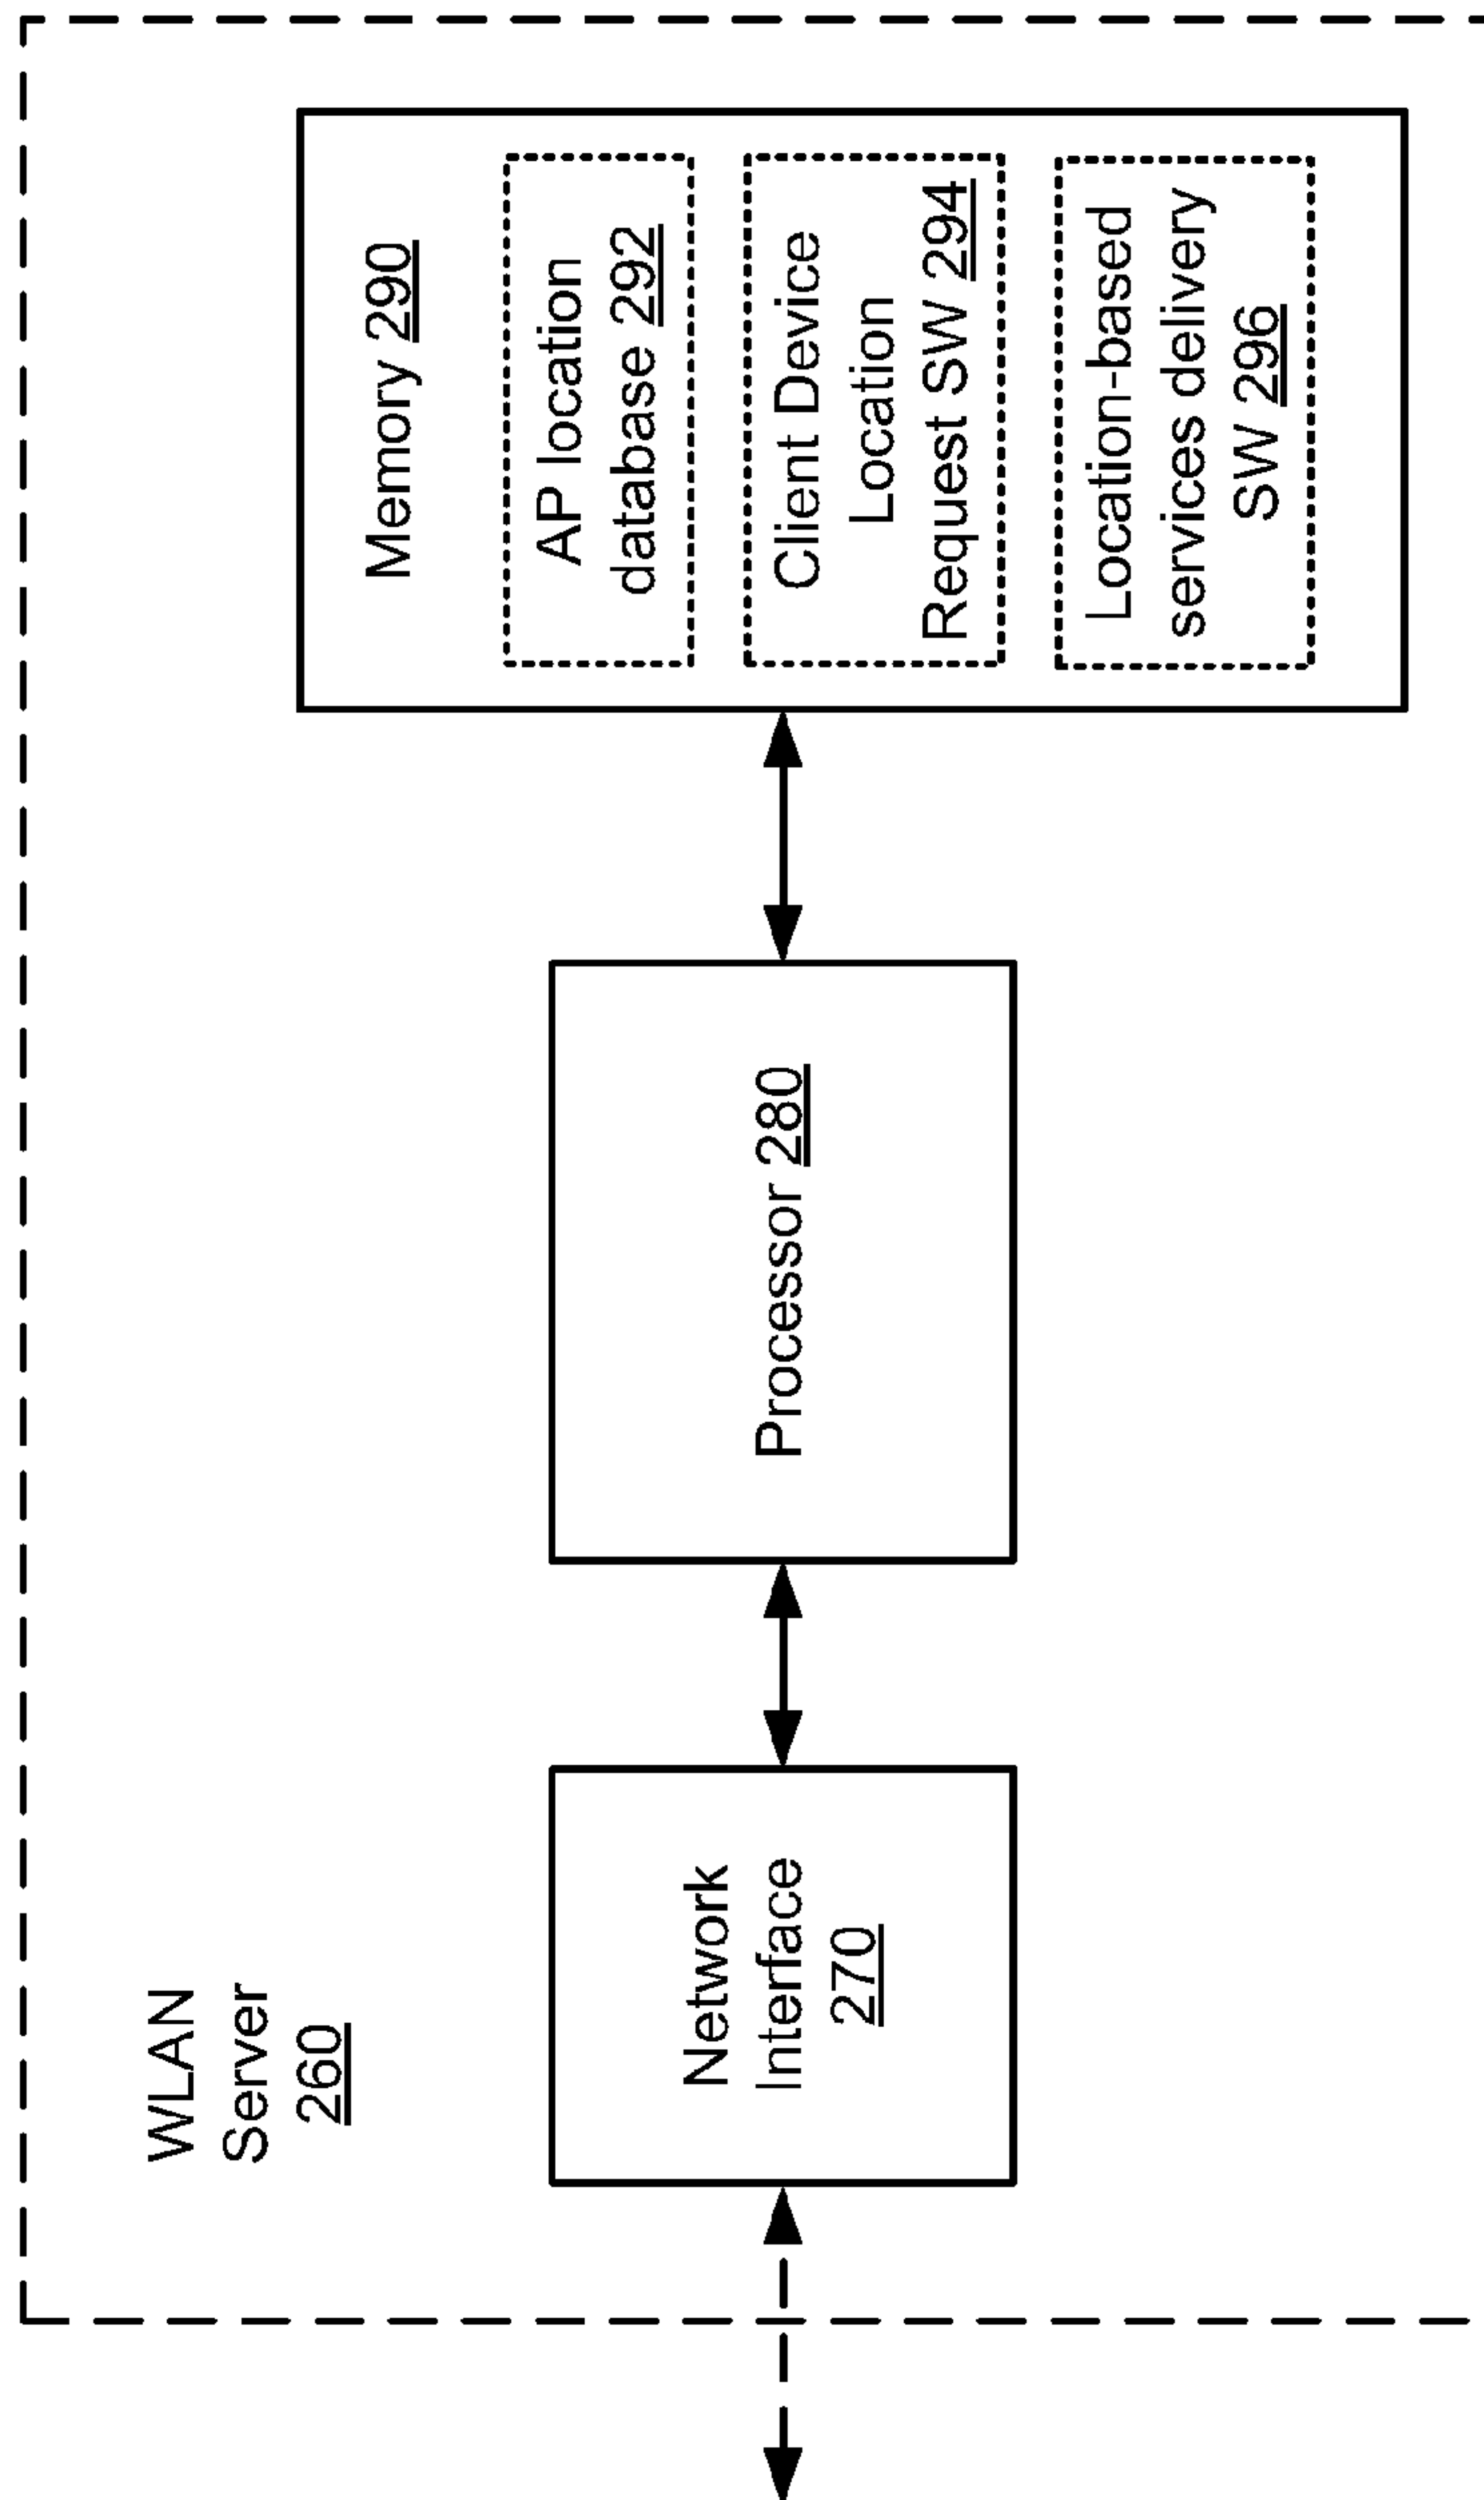 WLAN
Server
260
Network
Interface
270
Processor 280
Memory 290
AP location
database 292
Client Device
Location
Request SW 294
Location-based
services delivery
SW 296